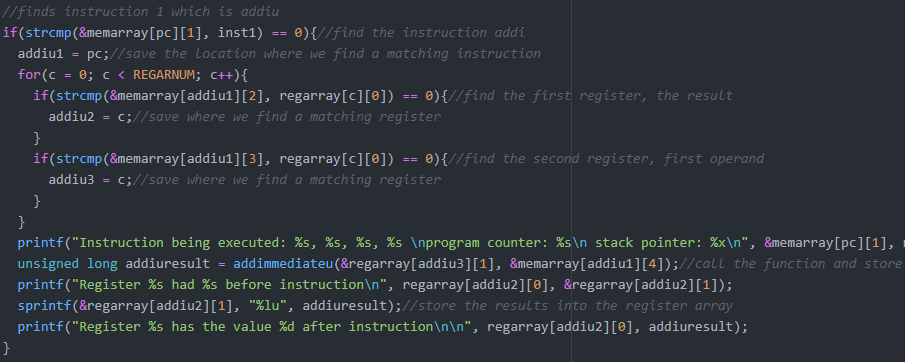 //finds instruction 1 which is addiu
if(strcmp(&memarray[pc][1], inst1) == 0){//find the instruction addi
addiu1 = pc;//save the location where we find a matching instruction
for(c = 0; c < REGARNUM; c++){
if(strcmp(&memarray[addiu1][2], regarray[c][0]) == 0){//find the first register, the result
addiu2 = c;//save where we find a matching register
}
if(strcmp(&memarray[addiu1][3], regarray[c][0]) == 0){//find the second register, first operand
addiu3 = c;//save where we find a matching register
}
}
printf("Instruction being executed: %s, %s, %s, %s \nprogram counter: %s\n stack pointer: %x\n", &memarray[pc][1],
unsigned long addiuresult = addimmediateu(&regarray[addiu3][1], &memarray[addiu1][4]);//call the function and store
printf("Register %s had %s before instruction\n", regarray[addiu2][0], &regarray[addiu2][1]);
sprintf(&regarray[addiu2][1], "%lu", addiuresult);//store the results into the register array
printf("Register %s has the value %d after instruction\n\n", regarray[addiu2][0], addiuresult);
}